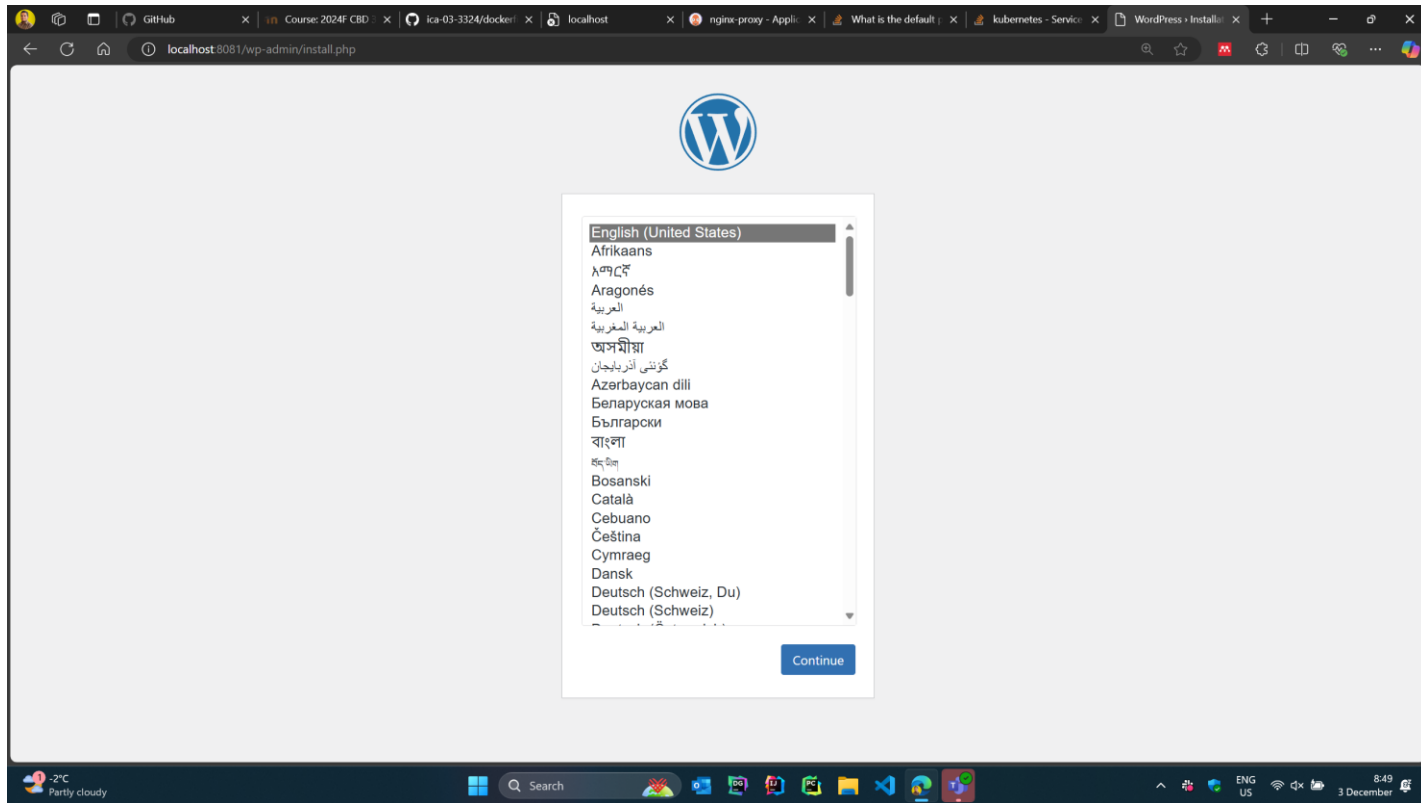 GitHub
Course: 2024F CBD 3
ica-03-3324/dockerf
localhost
nginx-proxy - Applic
What is the default p
kubernetes - Service
WordPress › Installat
localhost:8081/wp-admin/install.php
English (United States)
Afrikaans
አማርኛ
Aragonés
العربية
العربية المغربية
অসমীয়া
گؤنئی آذربایجان
Azərbaycan dili
Беларуская мова
Български
বাংলা
བོད་ཡིག
Bosanski
Català
Cebuano
Čeština
Cymraeg
Dansk
Deutsch (Schweiz, Du)
Deutsch (Schweiz)
Continue
1
-2°C
Partly cloudy
Search
ENG
US
8:49
3 December